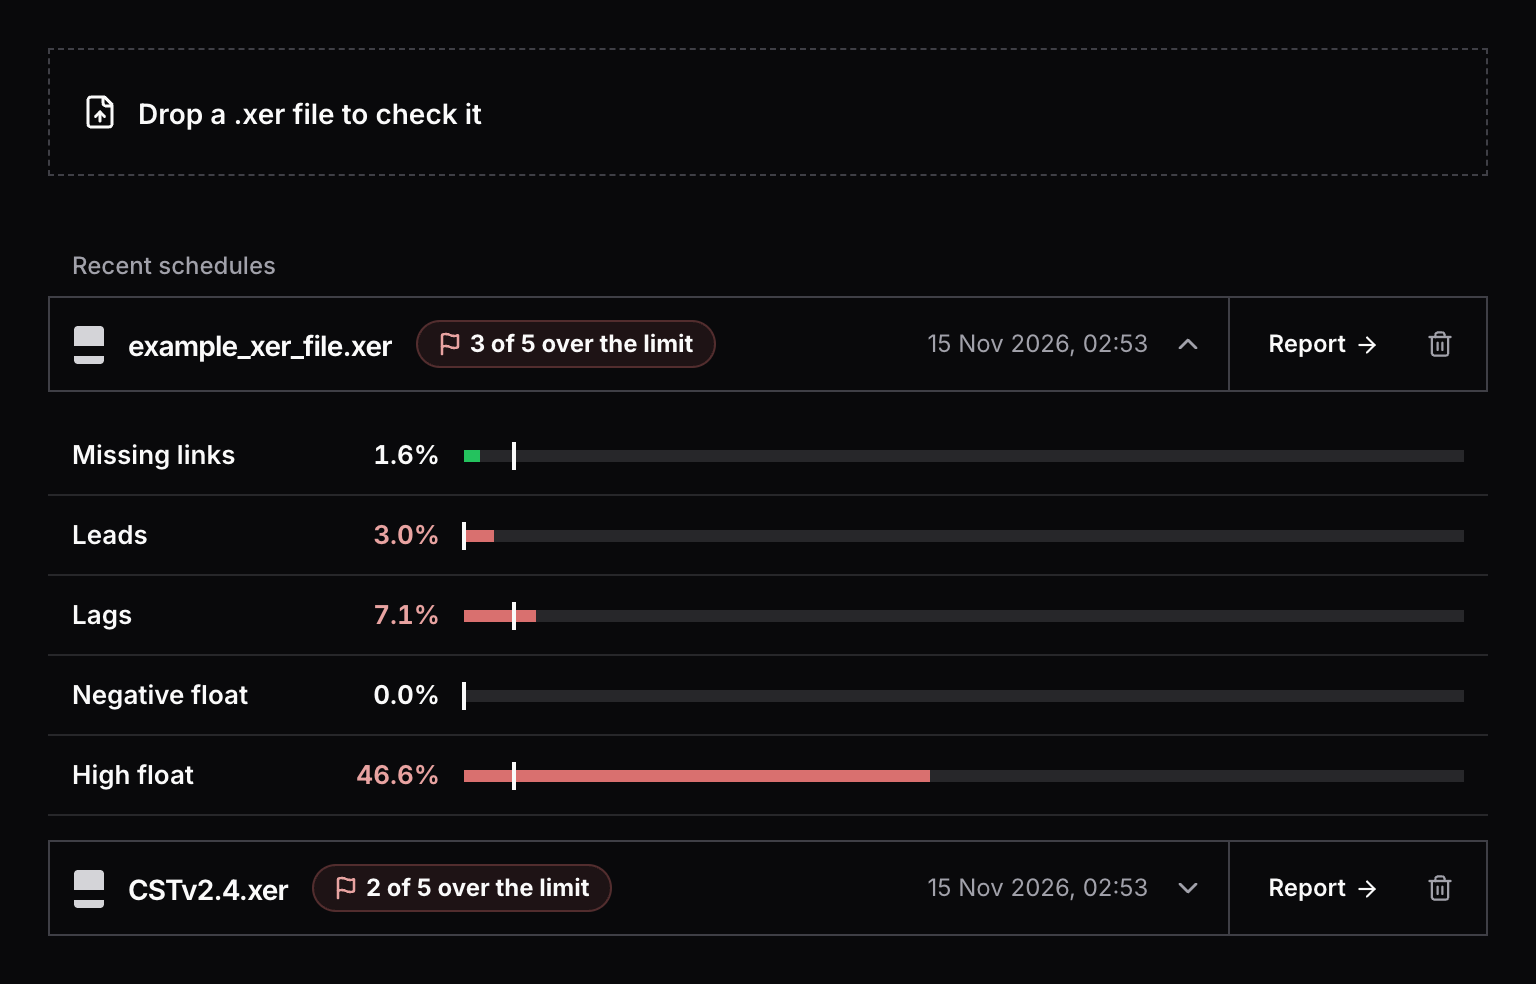 Drop a .xer file to check it
Recent schedules
example_xer_file.xer 3 of 5 over the limit 15 Nov 2026, 02:53 Report →
Missing links 1.6%
Leads 3.0%
Lags 7.1%
Negative float 0.0%
High float 46.6%
CSTv2.4.xer 2 of 5 over the limit 15 Nov 2026, 02:53 Report →